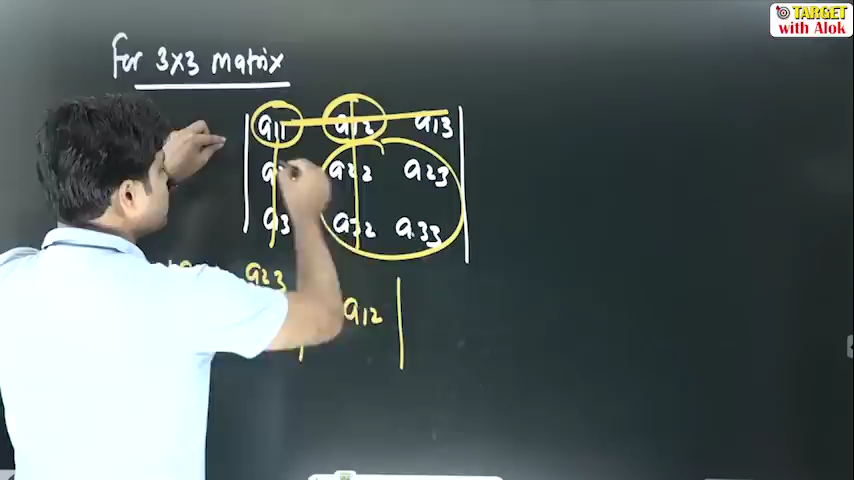 TARGET
with Alok
For 3x3 matrix
a11 a12 a13
a22 a23
a32 a33
a23
a12